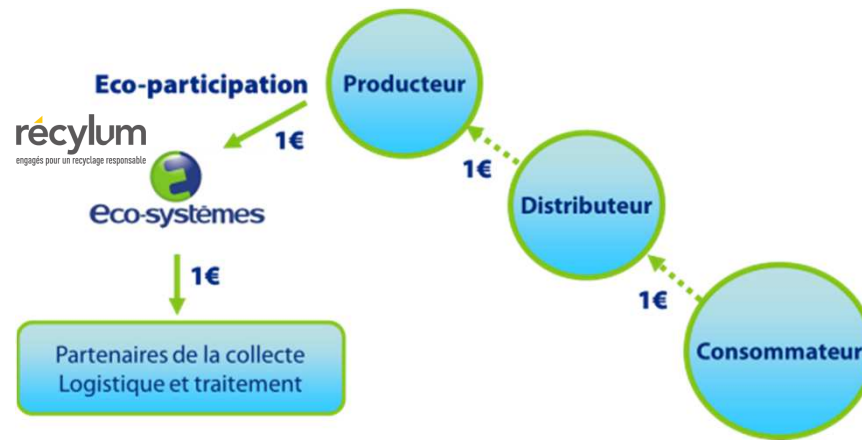 Eco-participation
Producteur
récylum
engagés pour un recyclage responsable
1€
1€
Distributeur
eco-systèmes
1€
1€
Partenaires de la collecte
Logistique et traitement
Consommateur